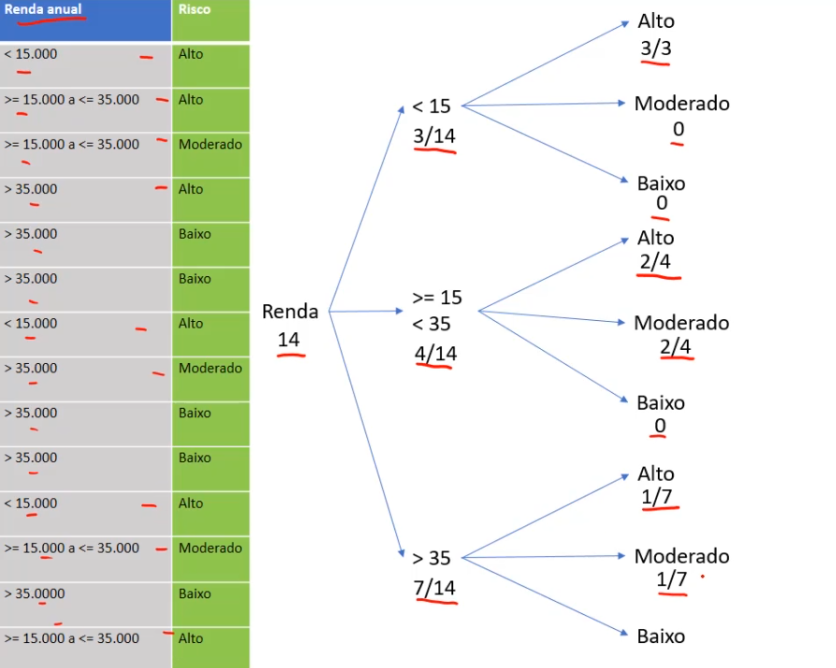 Renda anual Risco
< 15.000 Alto
>= 15.000 a <= 35.000 Alto
>= 15.000 a <= 35.000 Moderado
> 35.000 Alto
> 35.000 Baixo
> 35.000 Baixo
< 15.000 Alto
> 35.000 Moderado
> 35.000 Baixo
> 35.000 Baixo
< 15.000 Alto
>= 15.000 a <= 35.000 Moderado
> 35.0000 Baixo
>= 15.000 a <= 35.000 Alto
Renda
14
< 15
3/14
Alto
3/3
Moderado
0
Baixo
0
>= 15
< 35
4/14
Alto
2/4
Moderado
2/4
Baixo
0
> 35
7/14
Alto
1/7
Moderado
1/7
Baixo